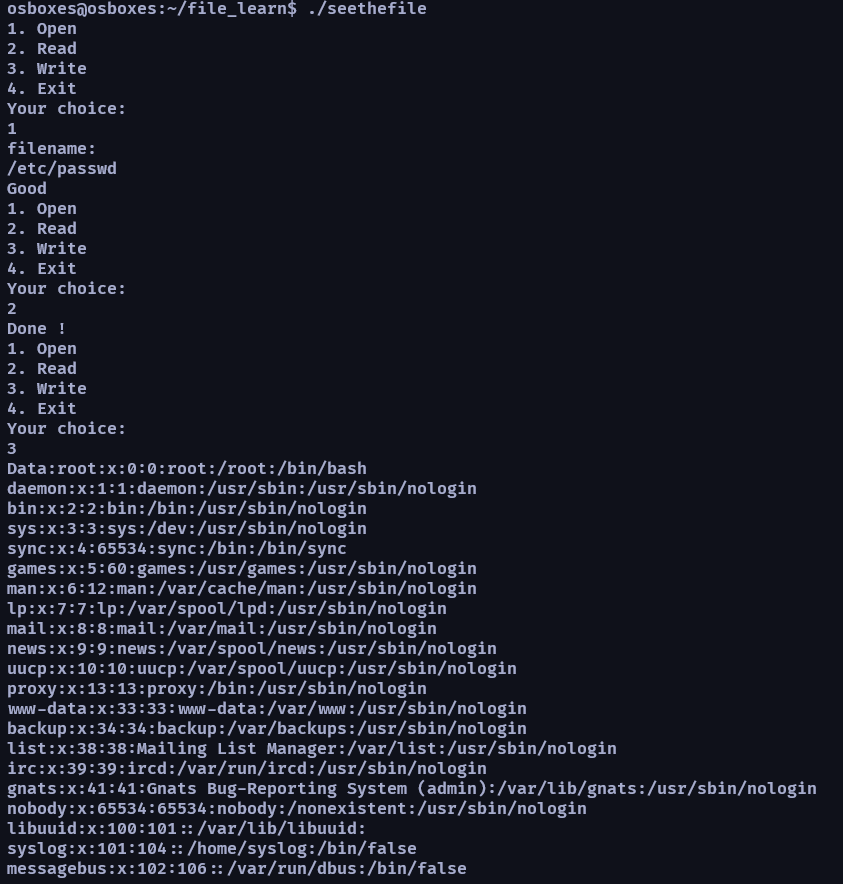 osboxes@osboxes:~/file_learn$ ./seethefile
1. Open
2. Read
3. Write
4. Exit
Your choice:
1
filename:
/etc/passwd
Good
1. Open
2. Read
3. Write
4. Exit
Your choice:
2
Done !
1. Open
2. Read
3. Write
4. Exit
Your choice:
3
Data:root:x:0:0:root:/root:/bin/bash
daemon:x:1:1:daemon:/usr/sbin:/usr/sbin/nologin
bin:x:2:2:bin:/bin:/usr/sbin/nologin
sys:x:3:3:sys:/dev:/usr/sbin/nologin
sync:x:4:65534:sync:/bin:/bin/sync
games:x:5:60:games:/usr/games:/usr/sbin/nologin
man:x:6:12:man:/var/cache/man:/usr/sbin/nologin
lp:x:7:7:lp:/var/spool/lpd:/usr/sbin/nologin
mail:x:8:8:mail:/var/mail:/usr/sbin/nologin
news:x:9:9:news:/var/spool/news:/usr/sbin/nologin
uucp:x:10:10:uucp:/var/spool/uucp:/usr/sbin/nologin
proxy:x:13:13:proxy:/bin:/usr/sbin/nologin
www-data:x:33:33:www-data:/var/www:/usr/sbin/nologin
backup:x:34:34:backup:/var/backups:/usr/sbin/nologin
list:x:38:38:Mailing List Manager:/var/list:/usr/sbin/nologin
irc:x:39:39:ircd:/var/run/ircd:/usr/sbin/nologin
gnats:x:41:41:Gnats Bug-Reporting System (admin):/var/lib/gnats:/usr/sbin/nologin
nobody:x:65534:65534:nobody:/nonexistent:/usr/sbin/nologin
libuuid:x:100:101::/var/lib/libuuid:
syslog:x:101:104::/home/syslog:/bin/false
messagebus:x:102:106::/var/run/dbus:/bin/false